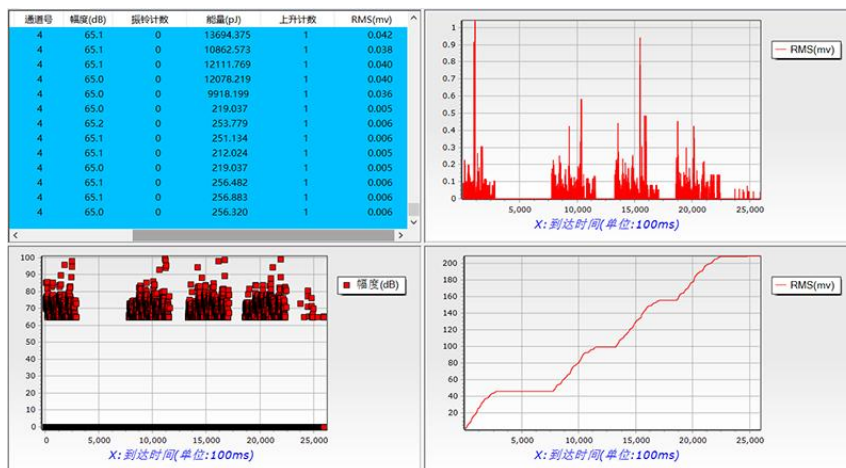 通道号 幅度(dB) 振铃计数 能量(pJ) 上升计数 RMS(mv)
4 65.1 0 13694.375 1 0.042
4 65.1 0 10862.573 1 0.038
4 65.1 0 12111.769 1 0.040
4 65.0 0 12078.219 1 0.040
4 65.0 0 9918.199 1 0.036
4 65.0 0 219.037 1 0.005
4 65.2 0 253.779 1 0.006
4 65.1 0 251.134 1 0.006
4 65.1 0 212.024 1 0.005
4 65.0 0 219.037 1 0.005
4 65.1 0 256.482 1 0.006
4 65.1 0 256.883 1 0.006
4 65.0 0 256.320 1 0.006
1
0.9
0.8
0.7
0.6
0.5
0.4
0.3
0.2
0.1
0
5,000 10,000 15,000 20,000 25,000
X:到达时间(单位:100ms)
RMS(mv)
100
90
80
70
60
50
40
30
20
10
0
0 5,000 10,000 15,000 20,000 25,000
X:到达时间(单位:100ms)
幅度(dB)
200
180
160
140
120
100
80
60
40
20
5,000 10,000 15,000 20,000 25,000
X:到达时间(单位:100ms)
RMS(mv)